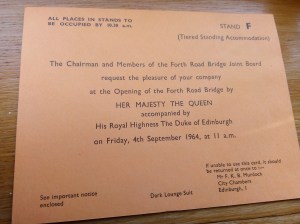 ALL PLACES IN STANDS TO
BE OCCUPIED BY 10.15 a.m.
STAND F
(Tiered Standing Accommodation)
The Chairman and Members of the Forth Road Bridge Joint Board
request the pleasure of your company
at the Opening of the Forth Road Bridge by
HER MAJESTY THE QUEEN
accompanied by
His Royal Highness The Duke of Edinburgh
on Friday, 4th September 1964, at 11 a.m.
If unable to use this card, it should
be returned at once to :—
Mr F. K. B. Murdoch
City Chambers
Edinburgh, 1
See important notice
enclosed
Dark Lounge Suit